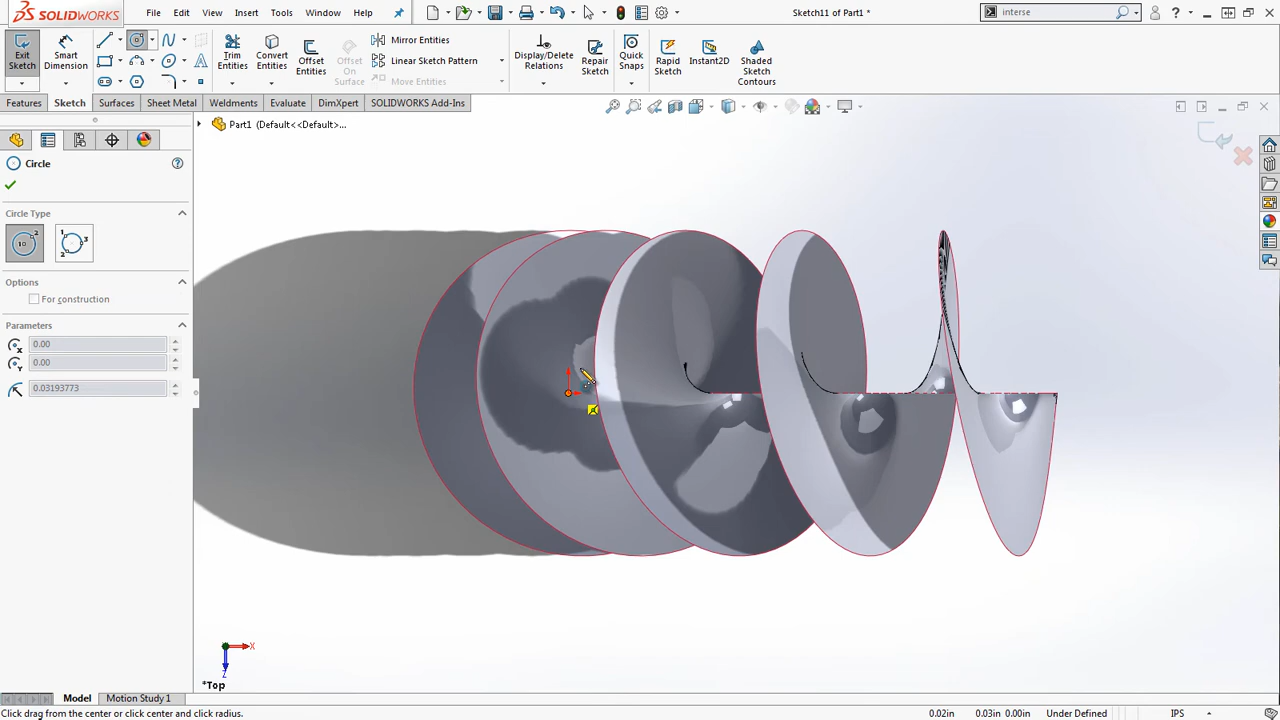 SOLIDWORKS File Edit View Insert Tools Window Help Sketch11 of Part1 * interse
Exit Sketch
Smart Dimension
Trim Entities
Convert Entities
Offset Entities
Offset On Surface
Mirror Entities
Linear Sketch Pattern
Move Entities
Display/Delete Relations
Repair Sketch
Quick Snaps
Rapid Sketch
Instant2D
Shaded Sketch Contours
Features Sketch Surfaces Sheet Metal Weldments Evaluate DimXpert SOLIDWORKS Add-Ins
Part1 (Default<<Default>...
Circle
Circle Type
Options
For construction
Parameters
0.00
0.00
0.03193773
X
Z
*Top
Model Motion Study 1
Click drag from the center or click center and click radius. 0.02in 0.03in 0.00in Under Defined IPS